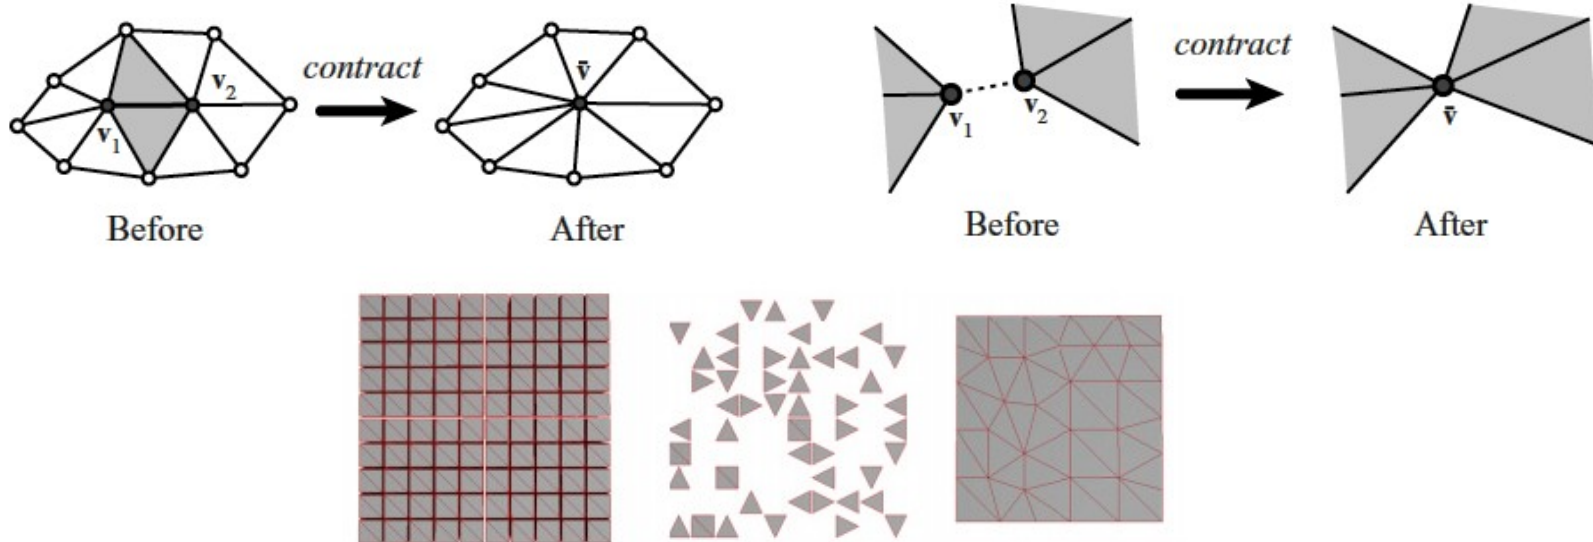 contract
v̄
v₂
v₁
Before
After
contract
v₁
v₂
v̄
Before
After